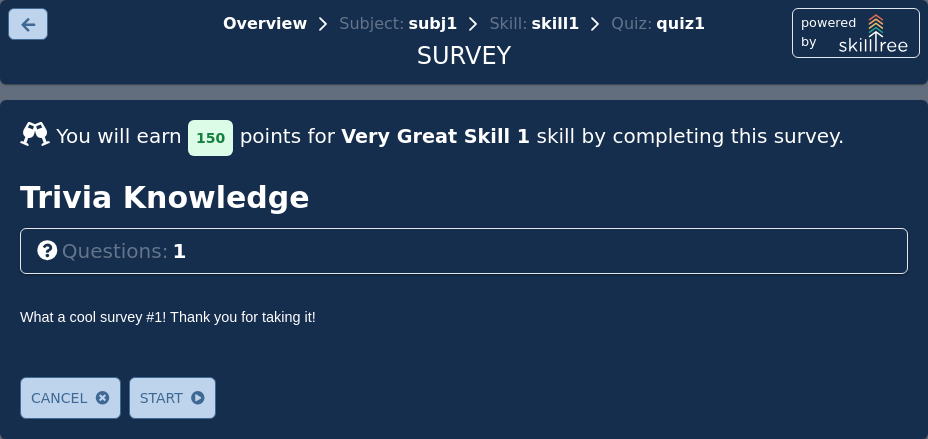 Overview > Subject: subj1 > Skill: skill1 > Quiz: quiz1
SURVEY
powered
by skilltree
You will earn 150 points for Very Great Skill 1 skill by completing this survey.
Trivia Knowledge
Questions: 1
What a cool survey #1! Thank you for taking it!
CANCEL START